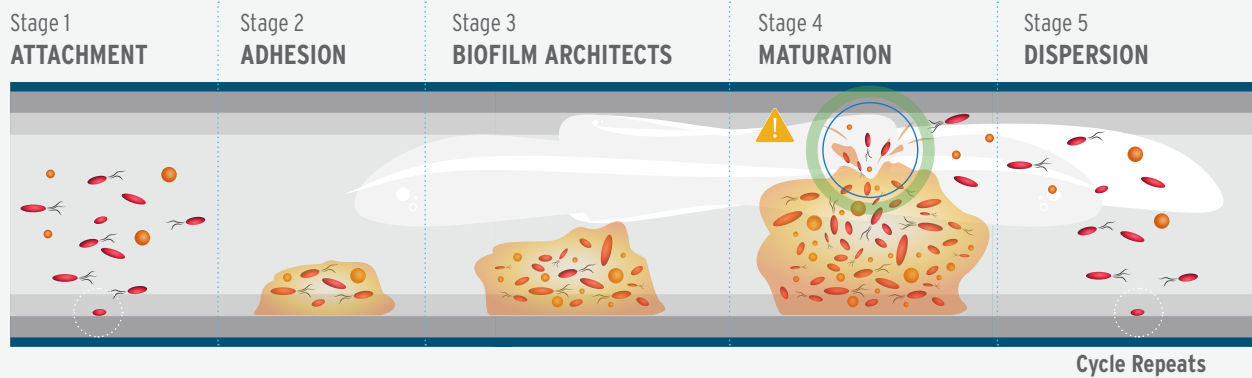 Stage 1
ATTACHMENT
Stage 2
ADHESION
Stage 3
BIOFILM ARCHITECTS
Stage 4
MATURATION
Stage 5
DISPERSION
!
Cycle Repeats